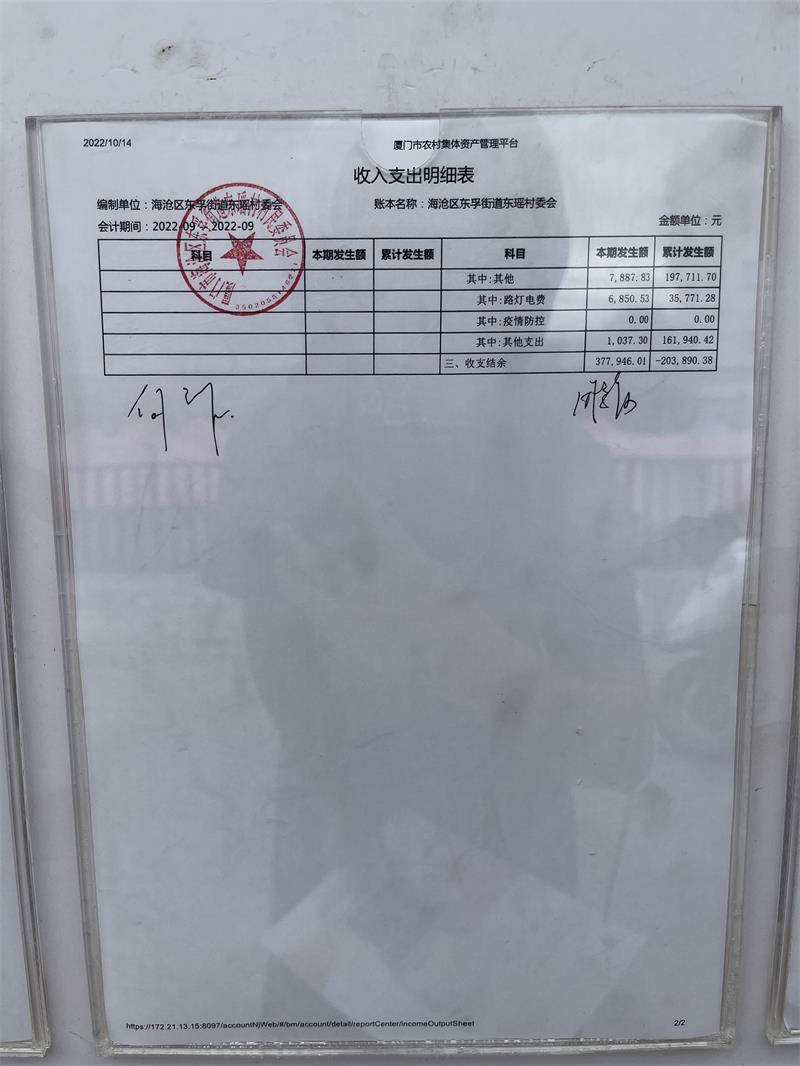 2022/10/14 厦门市农村集体资产管理平台
收入支出明细表
编制单位：海沧区东孚街道东瑶村委会 账本名称：海沧区东孚街道东瑶村委会
会计期间：2022-09 至 2022-09 金额单位：元
科目 本期发生额 累计发生额 科目 本期发生额 累计发生额
其中:其他 7,887.83 197,711.70
其中:路灯电费 6,850.53 35,771.28
其中:疫情防控 0.00 0.00
其中:其他支出 1,037.30 161,940.42
三、收支结余 377,946.01 -203,890.38
https://172.21.13.15:8097/accountNjWeb/#/bm/account/detail/reportCenter/incomeOutputSheet 2/2